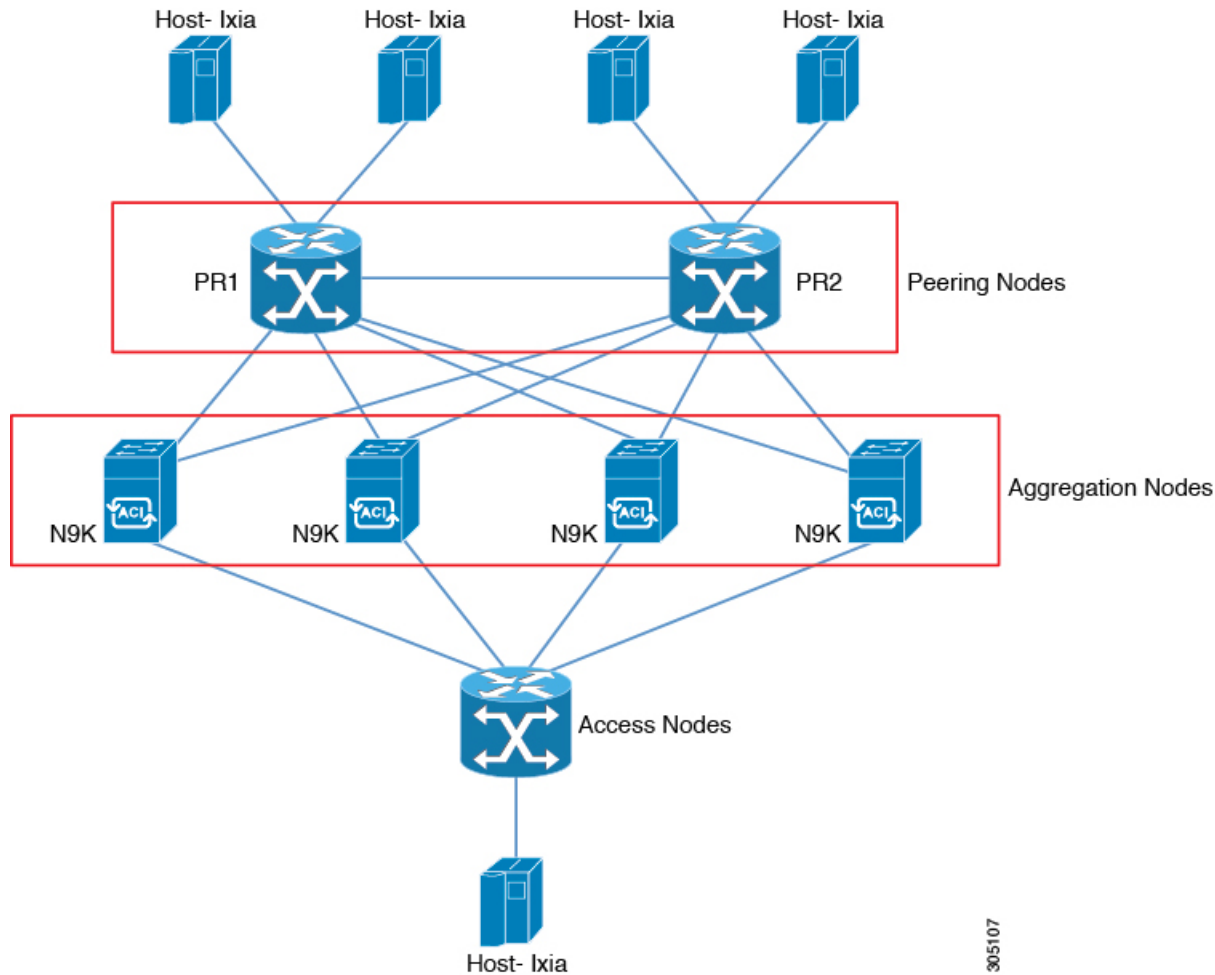 Host- Ixia
Host- Ixia
Host- Ixia
Host- Ixia
PR1
PR2
Peering Nodes
ACI
ACI
ACI
ACI
Aggregation Nodes
N9K
N9K
N9K
N9K
Access Nodes
Host- Ixia
305107